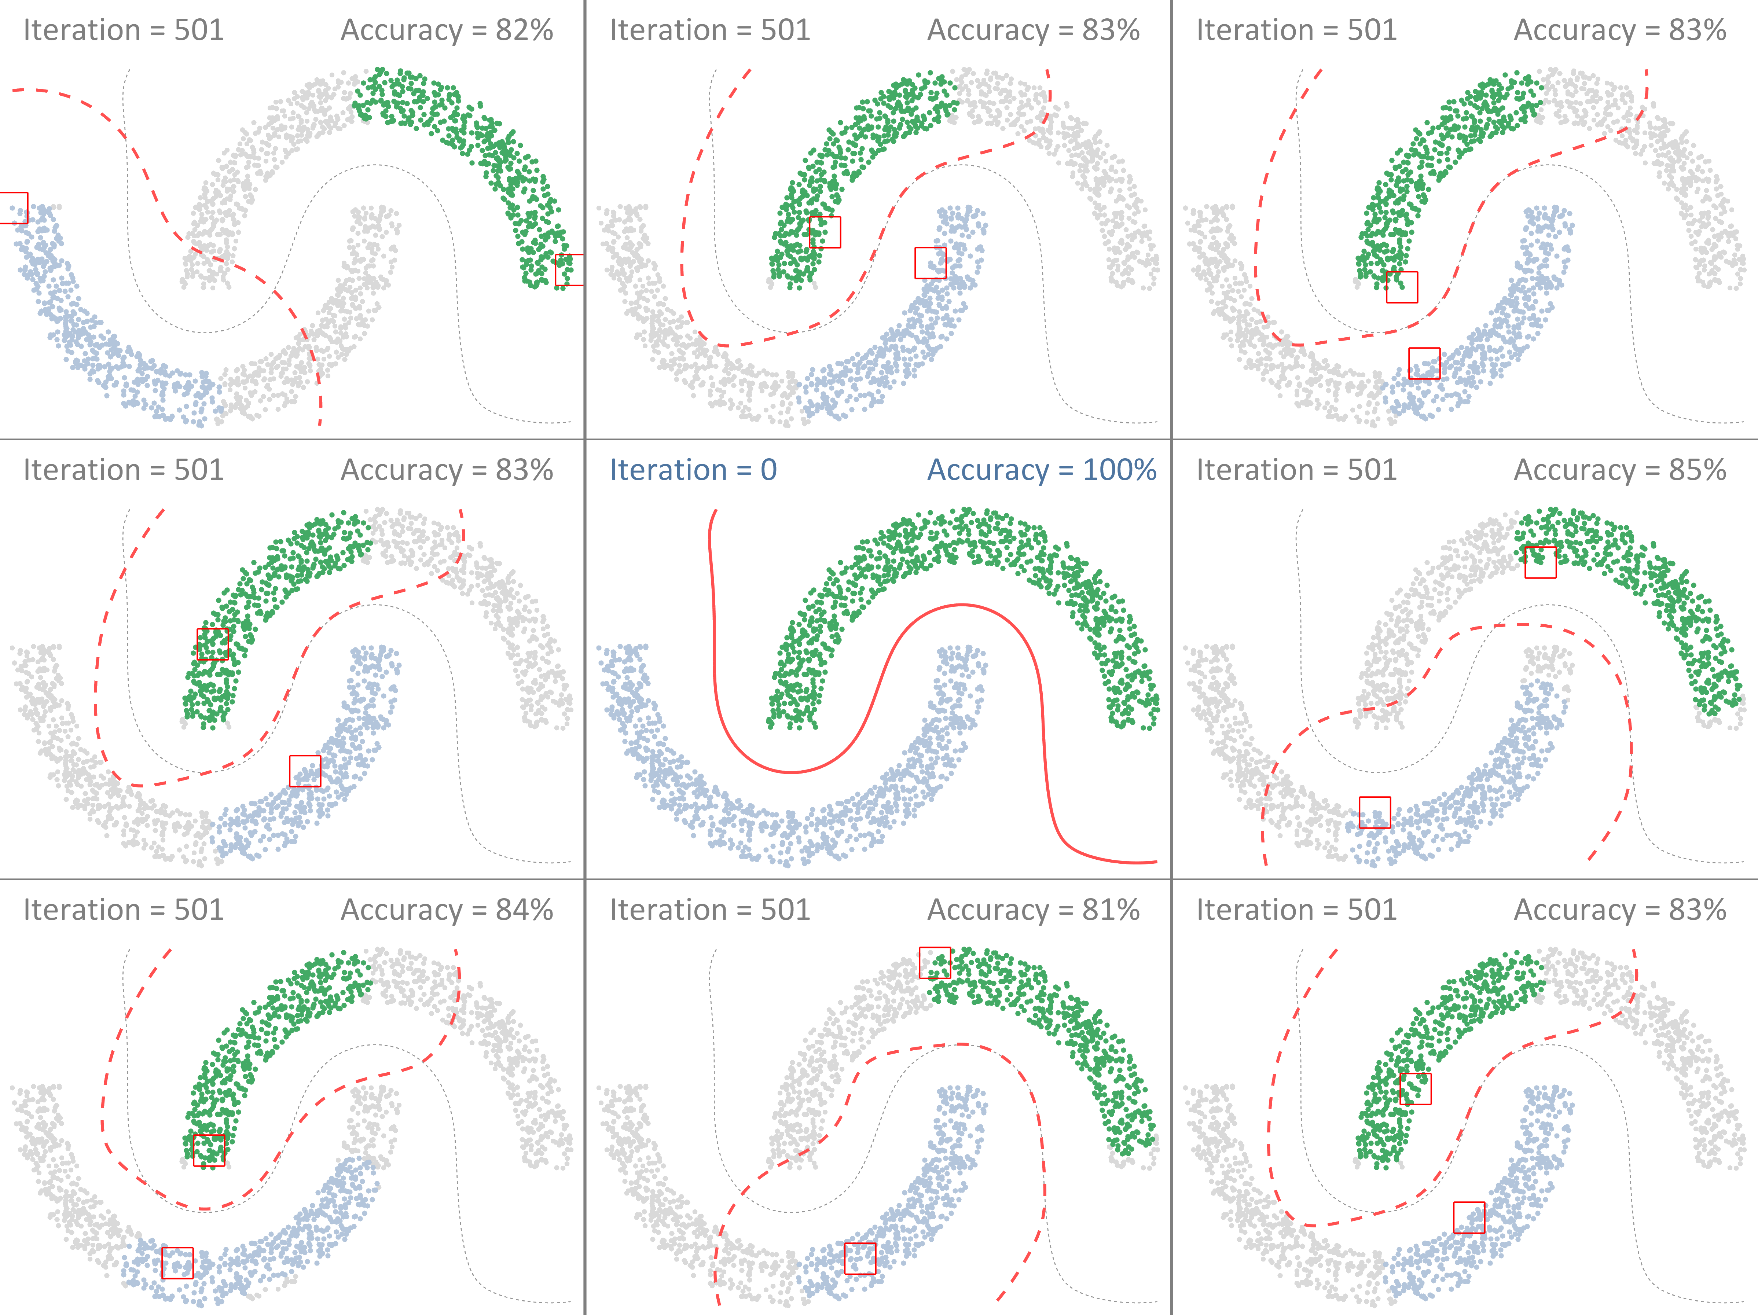 Iteration = 501 Accuracy = 82%
Iteration = 501 Accuracy = 83%
Iteration = 501 Accuracy = 83%
Iteration = 501 Accuracy = 83%
Iteration = 0 Accuracy = 100%
Iteration = 501 Accuracy = 85%
Iteration = 501 Accuracy = 84%
Iteration = 501 Accuracy = 81%
Iteration = 501 Accuracy = 83%